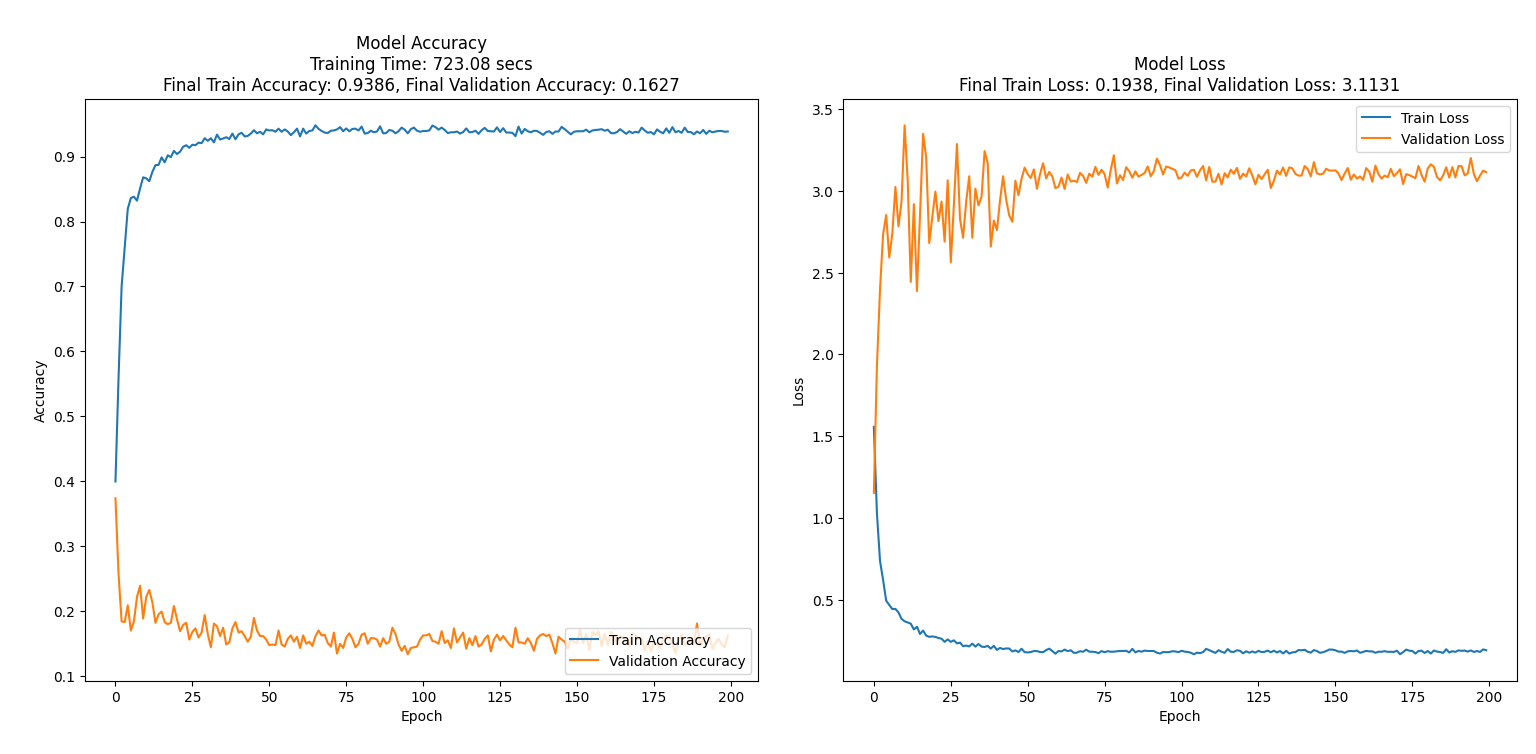 Model Accuracy
Training Time: 723.08 secs
Final Train Accuracy: 0.9386, Final Validation Accuracy: 0.1627
0.9
0.8
0.7
0.6
0.5
0.4
0.3
0.2
0.1
Accuracy
0 25 50 75 100 125 150 175 200
Epoch
Train Accuracy
Validation Accuracy
Model Loss
Final Train Loss: 0.1938, Final Validation Loss: 3.1131
3.5
3.0
2.5
2.0
1.5
1.0
0.5
Loss
0 25 50 75 100 125 150 175 200
Epoch
Train Loss
Validation Loss